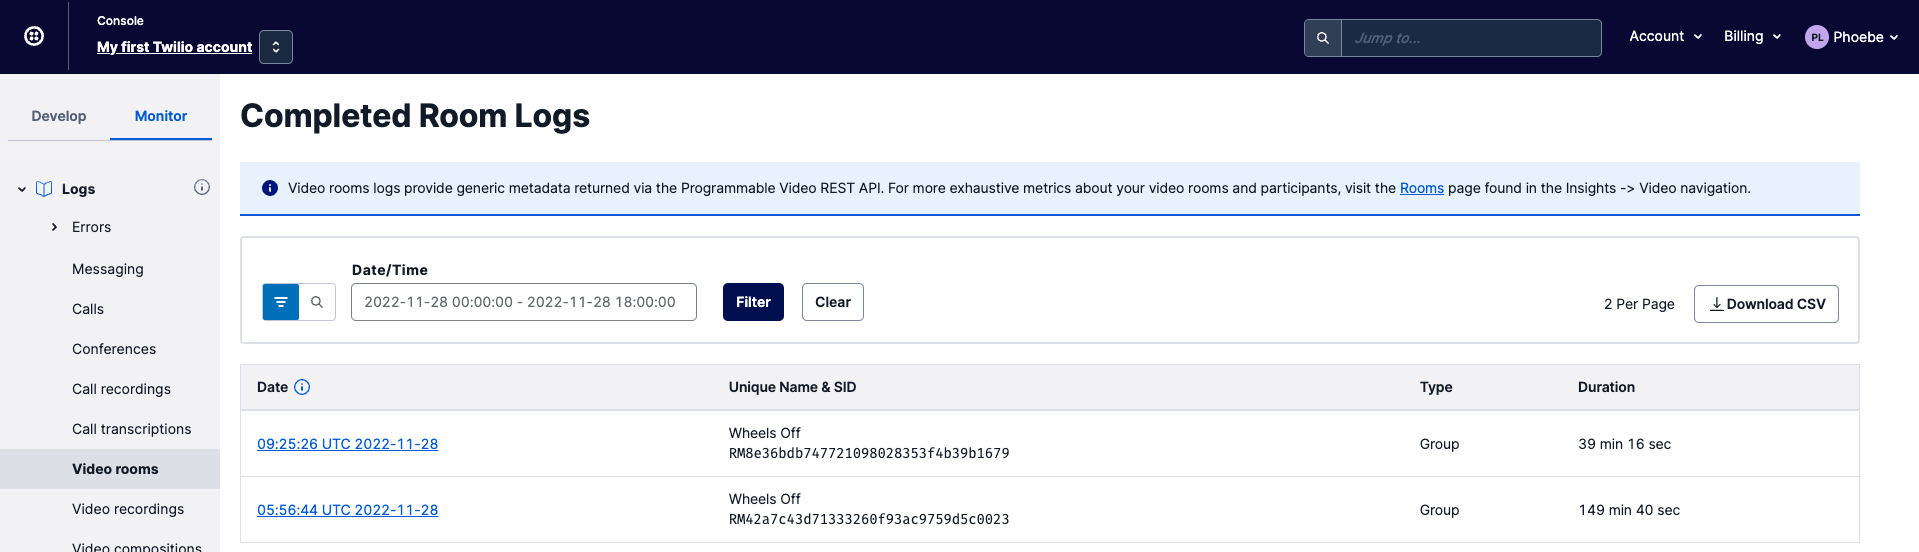 Console
My first Twilio account
Jump to...
Account
Billing
PL
Phoebe
Develop
Monitor
Logs
Errors
Messaging
Calls
Conferences
Call recordings
Call transcriptions
Video rooms
Video recordings
Video compositions
Completed Room Logs
Video rooms logs provide generic metadata returned via the Programmable Video REST API. For more exhaustive metrics about your video rooms and participants, visit the Rooms page found in the Insights -> Video navigation.
Date/Time
2022-11-28 00:00:00 - 2022-11-28 18:00:00
Filter
Clear
2 Per Page
Download CSV
Date
Unique Name & SID
Type
Duration
09:25:26 UTC 2022-11-28
Wheels Off
RM8e36bdb747721098028353f4b39b1679
Group
39 min 16 sec
05:56:44 UTC 2022-11-28
Wheels Off
RM42a7c43d71333260f93ac9759d5c0023
Group
149 min 40 sec